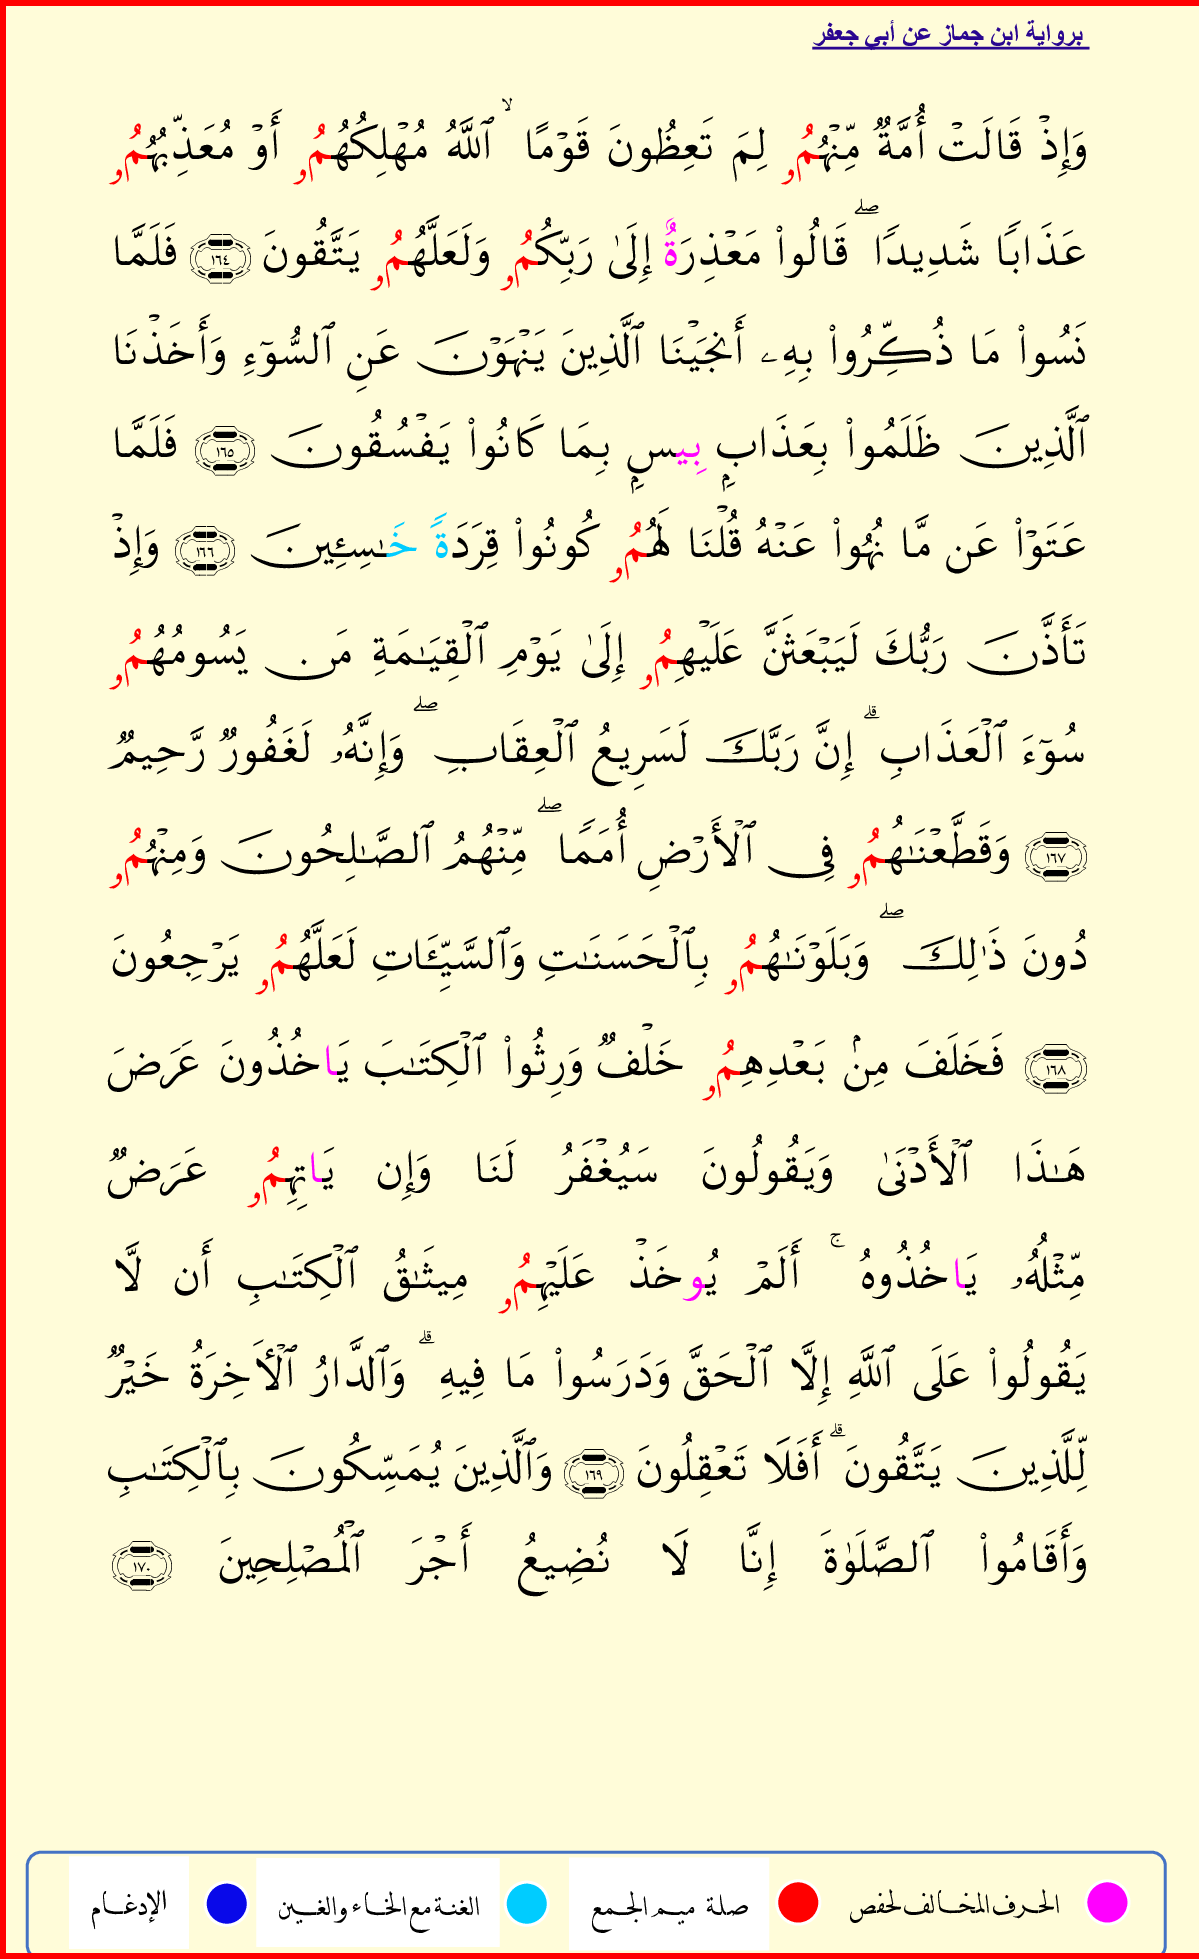 برواية ابن جماز عن أبي جعفر
وَإِذۡ قَالَتۡ أُمَّةٞ مِّنۡهُمُۥ لِمَ تَعِظُونَ قَوۡمًا ۙ ٱللَّهُ مُهۡلِكُهُمُۥ أَوۡ مُعَذِّبُهُمُۥ
عَذَابٗا شَدِيدٗا ۖ قَالُواْ مَعۡذِرَةٌ إِلَىٰ رَبِّكُمُۥ وَلَعَلَّهُمُۥ يَتَّقُونَ ١٦٤ فَلَمَّا
نَسُواْ مَا ذُكِّرُواْ بِهِۦ أَنجَيۡنَا ٱلَّذِينَ يَنۡهَوۡنَ عَنِ ٱلسُّوٓءِ وَأَخَذۡنَا
ٱلَّذِينَ ظَلَمُواْ بِعَذَابِۭ بِيسِۭ بِمَا كَانُواْ يَفۡسُقُونَ ١٦٥ فَلَمَّا
عَتَوۡاْ عَن مَّا نُهُواْ عَنۡهُ قُلۡنَا لَهُمُۥ كُونُواْ قِرَدَةً خَٰسِـِٔينَ ١٦٦ وَإِذۡ
تَأَذَّنَ رَبُّكَ لَيَبۡعَثَنَّ عَلَيۡهِمُۥ إِلَىٰ يَوۡمِ ٱلۡقِيَٰمَةِ مَن يَسُومُهُمُۥ
سُوٓءَ ٱلۡعَذَابِ ۗ إِنَّ رَبَّكَ لَسَرِيعُ ٱلۡعِقَابِ ۖ وَإِنَّهُۥ لَغَفُورٞ رَّحِيمٞ
١٦٧ وَقَطَّعۡنَٰهُمُۥ فِي ٱلۡأَرۡضِ أُمَمٗا ۖ مِّنۡهُمُ ٱلصَّٰلِحُونَ وَمِنۡهُمُۥ
دُونَ ذَٰلِكَ ۖ وَبَلَوۡنَٰهُمُۥ بِٱلۡحَسَنَٰتِ وَٱلسَّيِّـَٔاتِ لَعَلَّهُمُۥ يَرۡجِعُونَ
١٦٨ فَخَلَفَ مِنۢ بَعۡدِهِمُۥ خَلۡفٞ وَرِثُواْ ٱلۡكِتَٰبَ يَاخُذُونَ عَرَضَ
هَٰذَا ٱلۡأَدۡنَىٰ وَيَقُولُونَ سَيُغۡفَرُ لَنَا وَإِن يَاتِهِمُۥ عَرَضٞ
مِّثۡلُهُۥ يَاخُذُوهُ ۚ أَلَمۡ يُوخَذۡ عَلَيۡهِمُۥ مِيثَٰقُ ٱلۡكِتَٰبِ أَن لَّا
يَقُولُواْ عَلَى ٱللَّهِ إِلَّا ٱلۡحَقَّ وَدَرَسُواْ مَا فِيهِ ۗ وَٱلدَّارُ ٱلۡأٓخِرَةُ خَيۡرٞ
لِّلَّذِينَ يَتَّقُونَ ۗ أَفَلَا تَعۡقِلُونَ ١٦٩ وَٱلَّذِينَ يُمَسِّكُونَ بِٱلۡكِتَٰبِ
وَأَقَامُواْ ٱلصَّلَوٰةَ إِنَّا لَا نُضِيعُ أَجۡرَ ٱلۡمُصۡلِحِينَ ١٧٠
الحرف المخالف لحفص صلة ميم الجمع الغنة مع الخاء والغين الإدغام